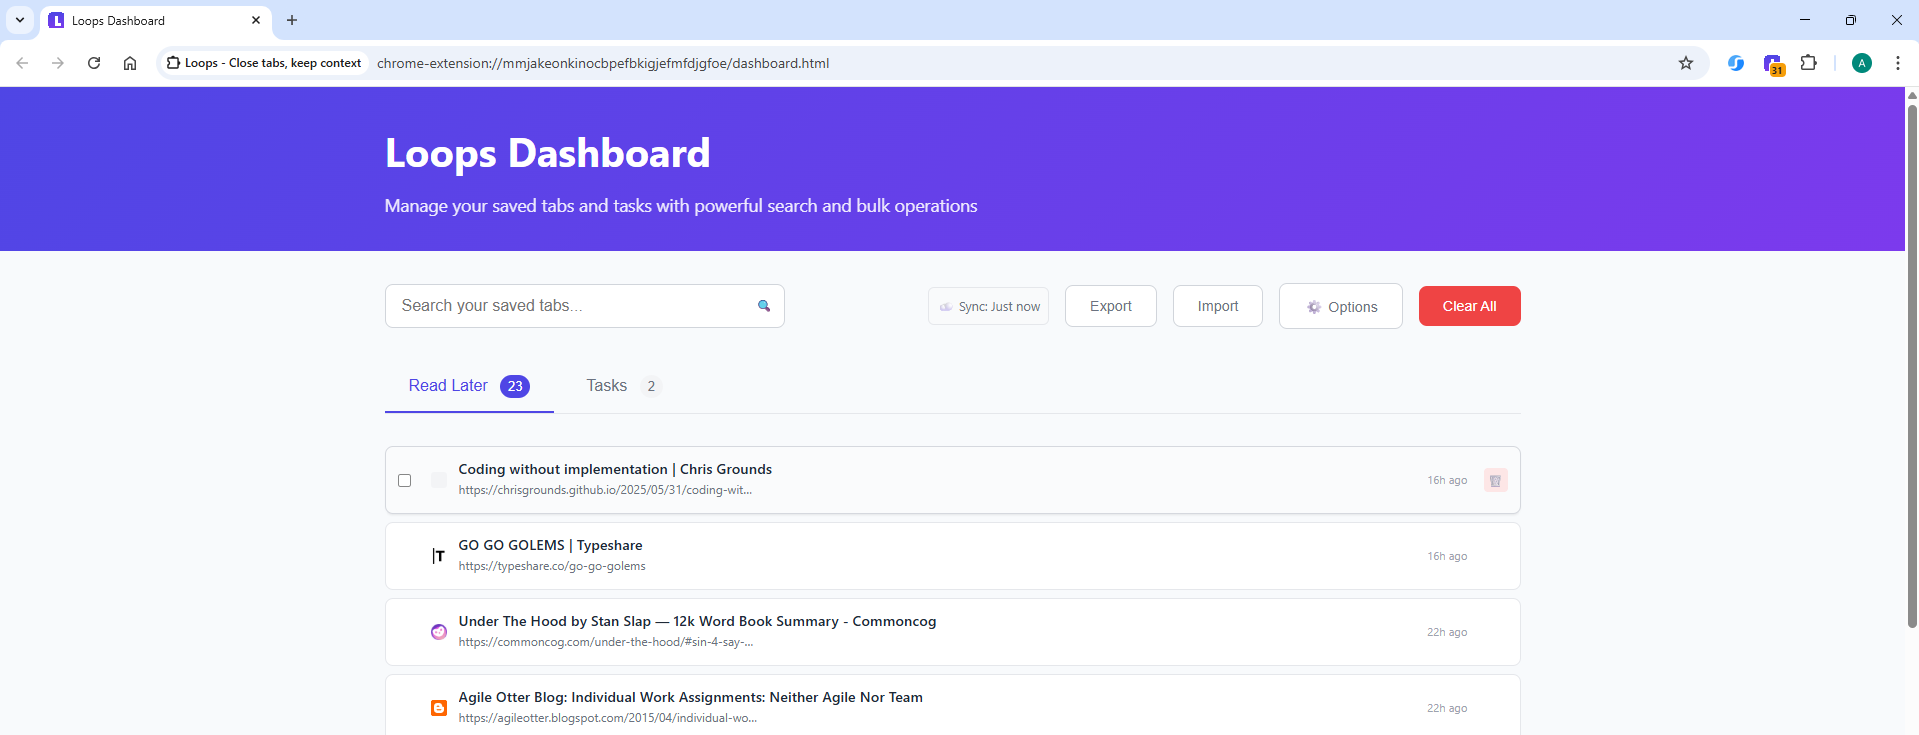 Loops Dashboard
Loops - Close tabs, keep context
chrome-extension://mmjakeonkinocbpefbkigjefmfdjgfoe/dashboard.html
31
A
Loops Dashboard
Manage your saved tabs and tasks with powerful search and bulk operations
Search your saved tabs...
Sync: Just now
Export
Import
Options
Clear All
Read Later 23
Tasks 2
Coding without implementation | Chris Grounds
https://chrisgrounds.github.io/2025/05/31/coding-wit...
16h ago
|T
GO GO GOLEMS | Typeshare
https://typeshare.co/go-go-golems
16h ago
Under The Hood by Stan Slap — 12k Word Book Summary - Commoncog
https://commoncog.com/under-the-hood/#sin-4-say-...
22h ago
Agile Otter Blog: Individual Work Assignments: Neither Agile Nor Team
https://agileotter.blogspot.com/2015/04/individual-wo...
22h ago